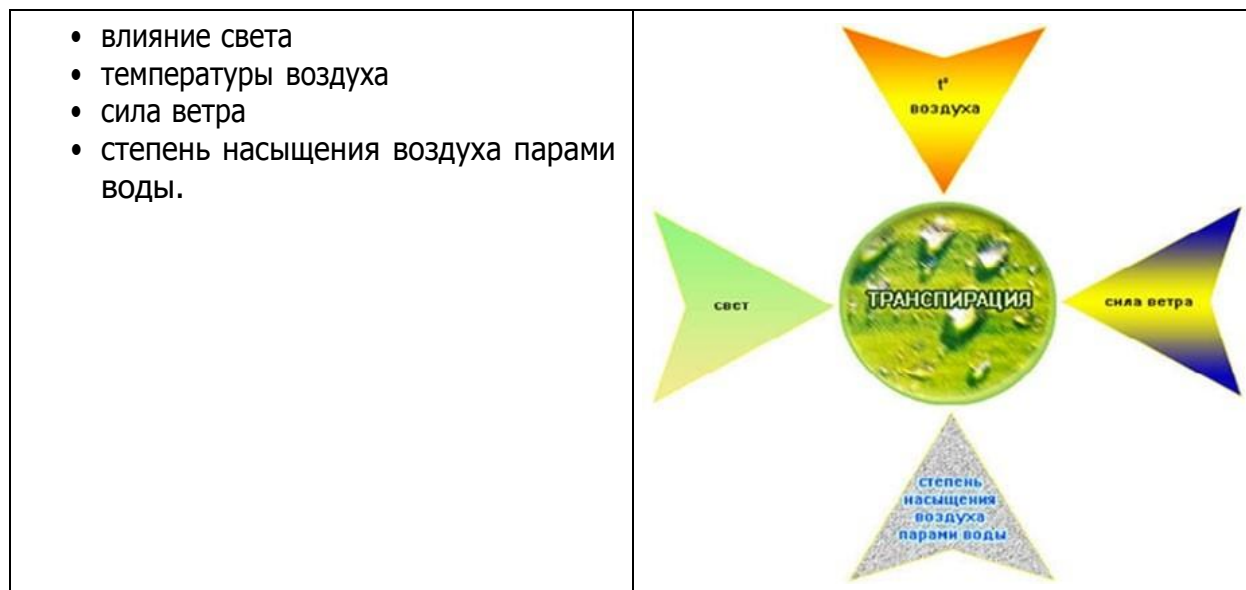 • влияние света
• температуры воздуха
• сила ветра
• степень насыщения воздуха парами
воды.
t°
воздуха
свет
ТРАНСПИРАЦИЯ
сила ветра
степень
насыщения
воздуха
парами воды